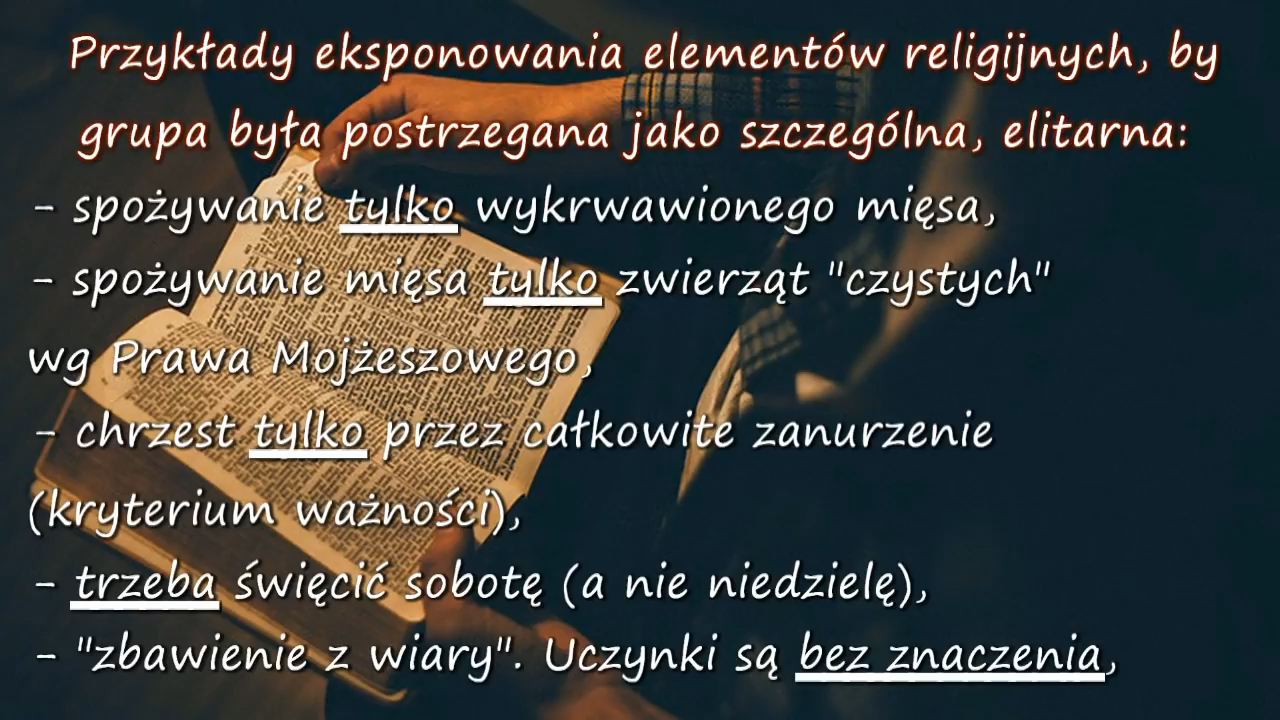 Przykłady eksponowania elementów religijnych, by
grupa była postrzegana jako szczególna, elitarna:
- spożywanie tylko wykrwawionego mięsa,
- spożywanie mięsa tylko zwierząt "czystych"
wg Prawa Mojżeszowego,
- chrzest tylko przez całkowite zanurzenie
(kryterium ważności),
- trzeba święcić sobotę (a nie niedzielę),
- "zbawienie z wiary". Uczynki są bez znaczenia,